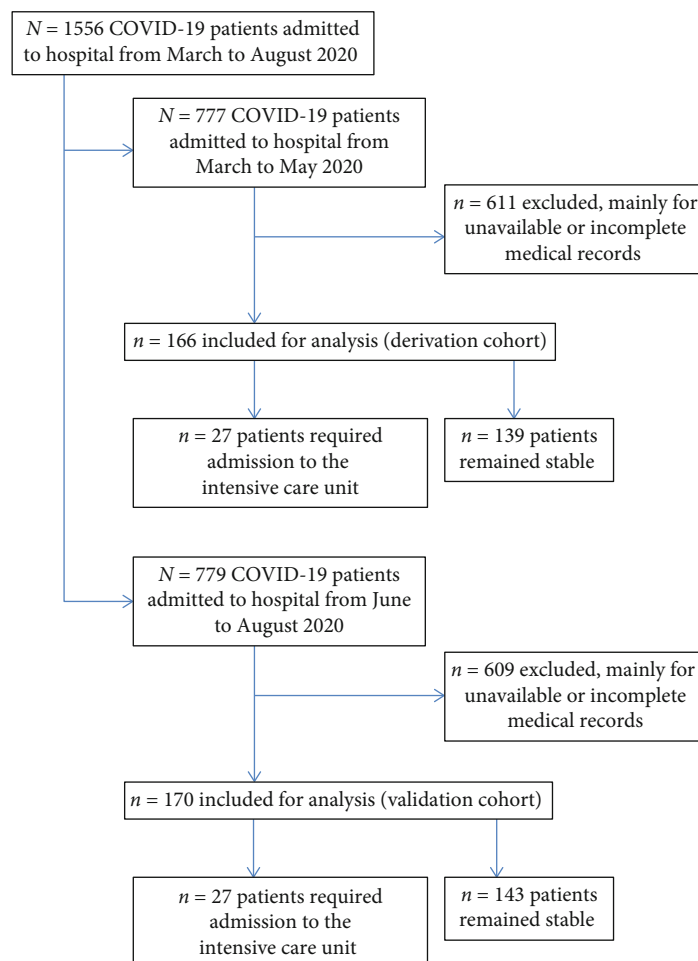 N = 1556 COVID-19 patients admitted
to hospital from March to August 2020
N = 777 COVID-19 patients
admitted to hospital from
March to May 2020
n = 611 excluded, mainly for
unavailable or incomplete
medical records
n = 166 included for analysis (derivation cohort)
n = 27 patients required
admission to the
intensive care unit
n = 139 patients
remained stable
N = 779 COVID-19 patients
admitted to hospital from June
to August 2020
n = 609 excluded, mainly for
unavailable or incomplete
medical records
n = 170 included for analysis (validation cohort)
n = 27 patients required
admission to the
intensive care unit
n = 143 patients
remained stable